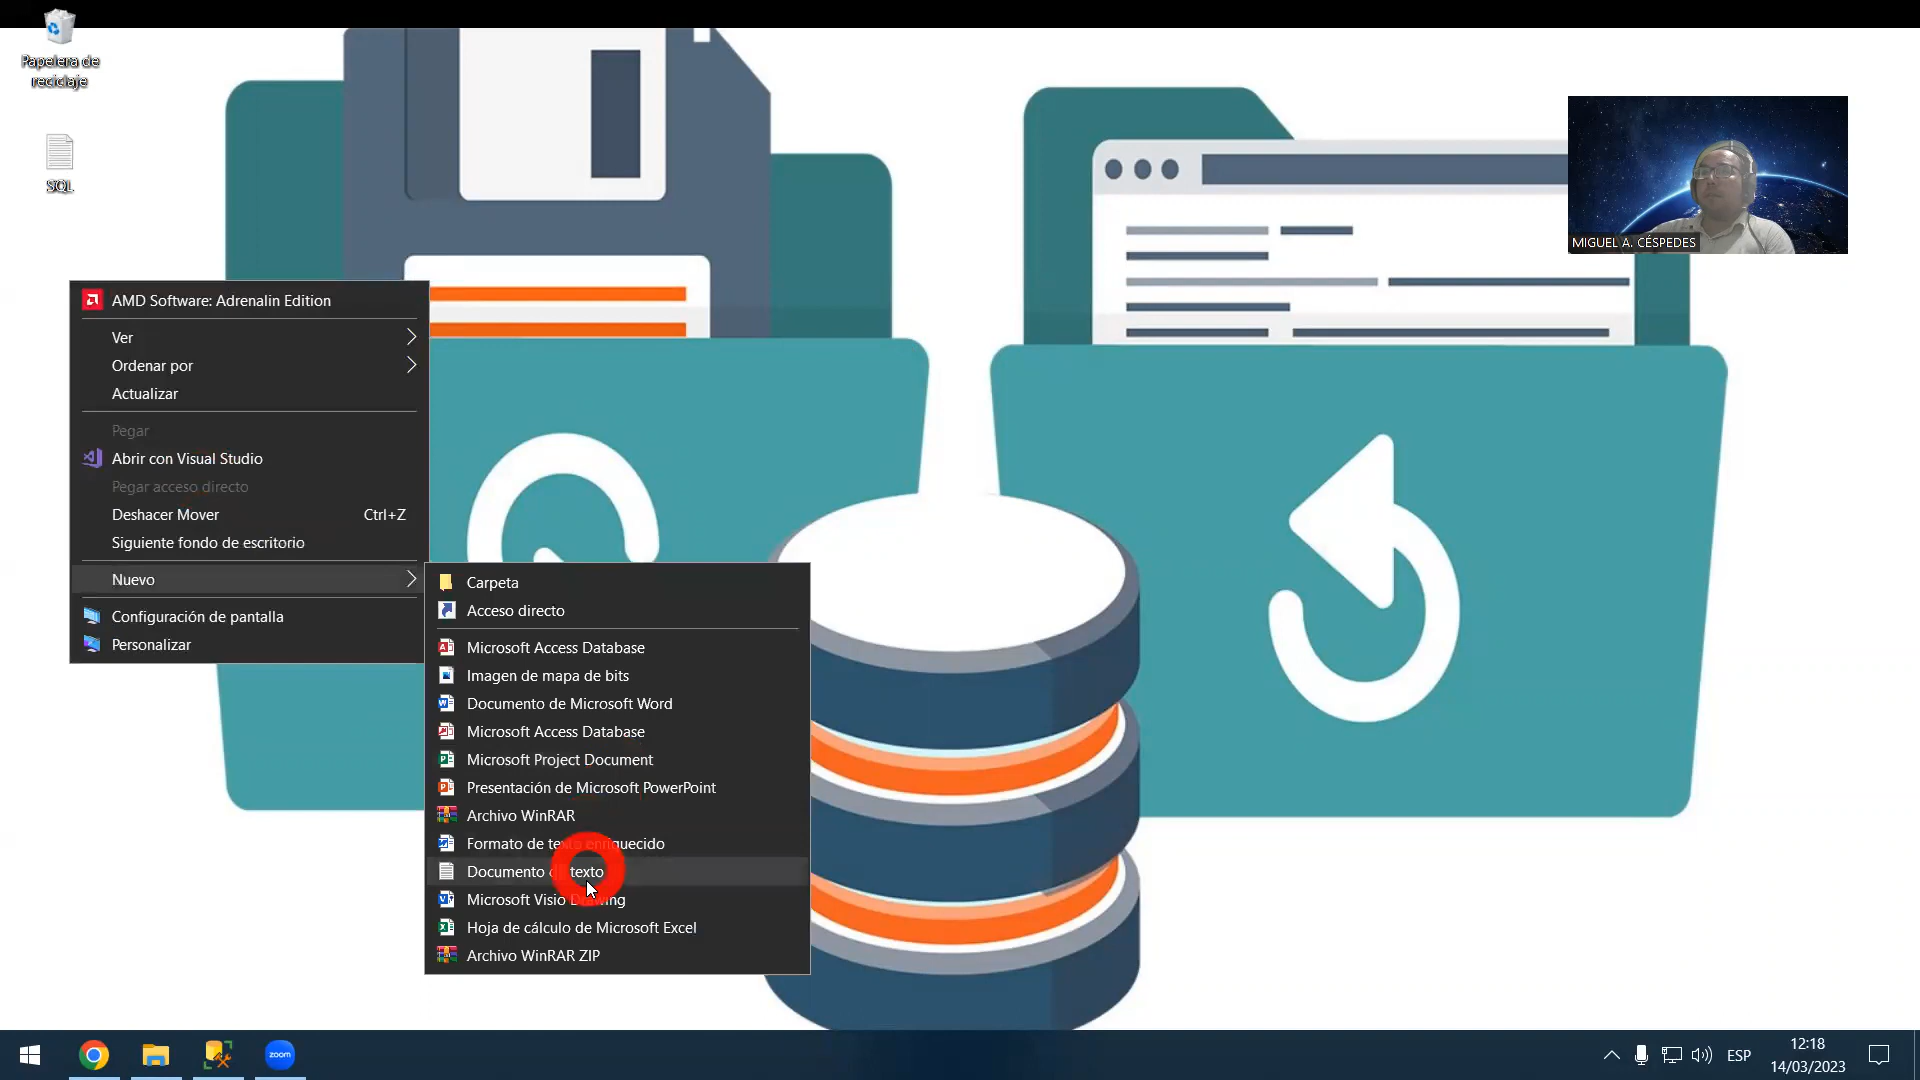 Papelera de
reciclaje
SQL
MIGUEL A. CÉSPEDES
AMD Software: Adrenalin Edition
Ver
Ordenar por
Actualizar
Pegar
Abrir con Visual Studio
Pegar acceso directo
Deshacer Mover Ctrl+Z
Siguiente fondo de escritorio
Nuevo
Configuración de pantalla
Personalizar
Carpeta
Acceso directo
Microsoft Access Database
Imagen de mapa de bits
Documento de Microsoft Word
Microsoft Access Database
Microsoft Project Document
Presentación de Microsoft PowerPoint
Archivo WinRAR
Formato de texto enriquecido
Documento de texto
Microsoft Visio Drawing
Hoja de cálculo de Microsoft Excel
Archivo WinRAR ZIP
zoom
ESP
12:18
14/03/2023